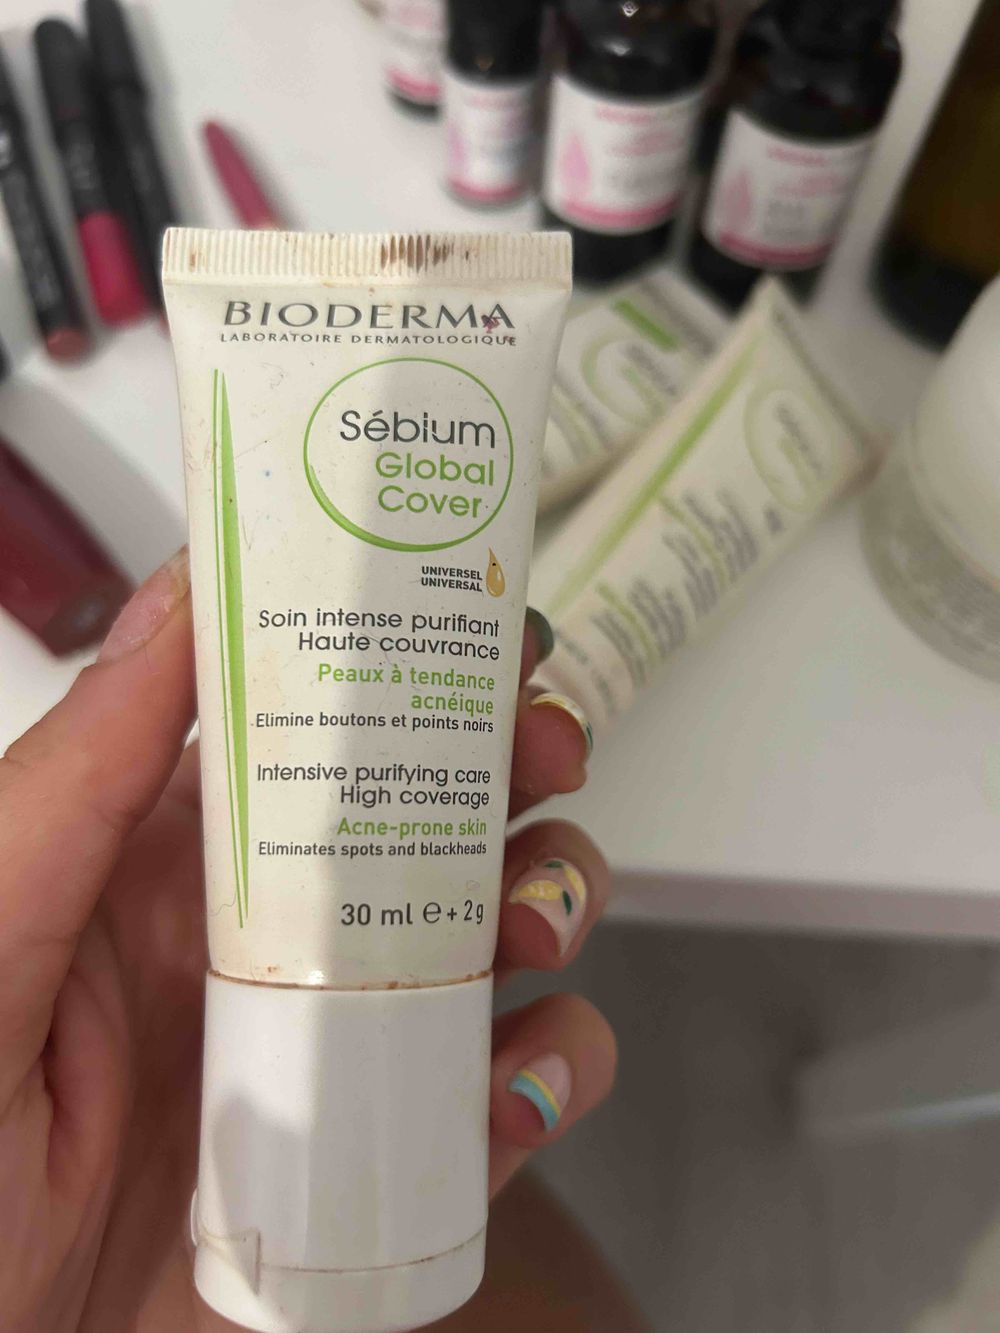 BIODERMA
LABORATOIRE DERMATOLOGIQUE
Sébium
Global
Cover
UNIVERSEL
UNIVERSAL
Soin intense purifiant
Haute couvrance
Peaux à tendance
acnéique
Elimine boutons et points noirs
Intensive purifying care
High coverage
Acne-prone skin
Eliminates spots and blackheads
30 ml e + 2g